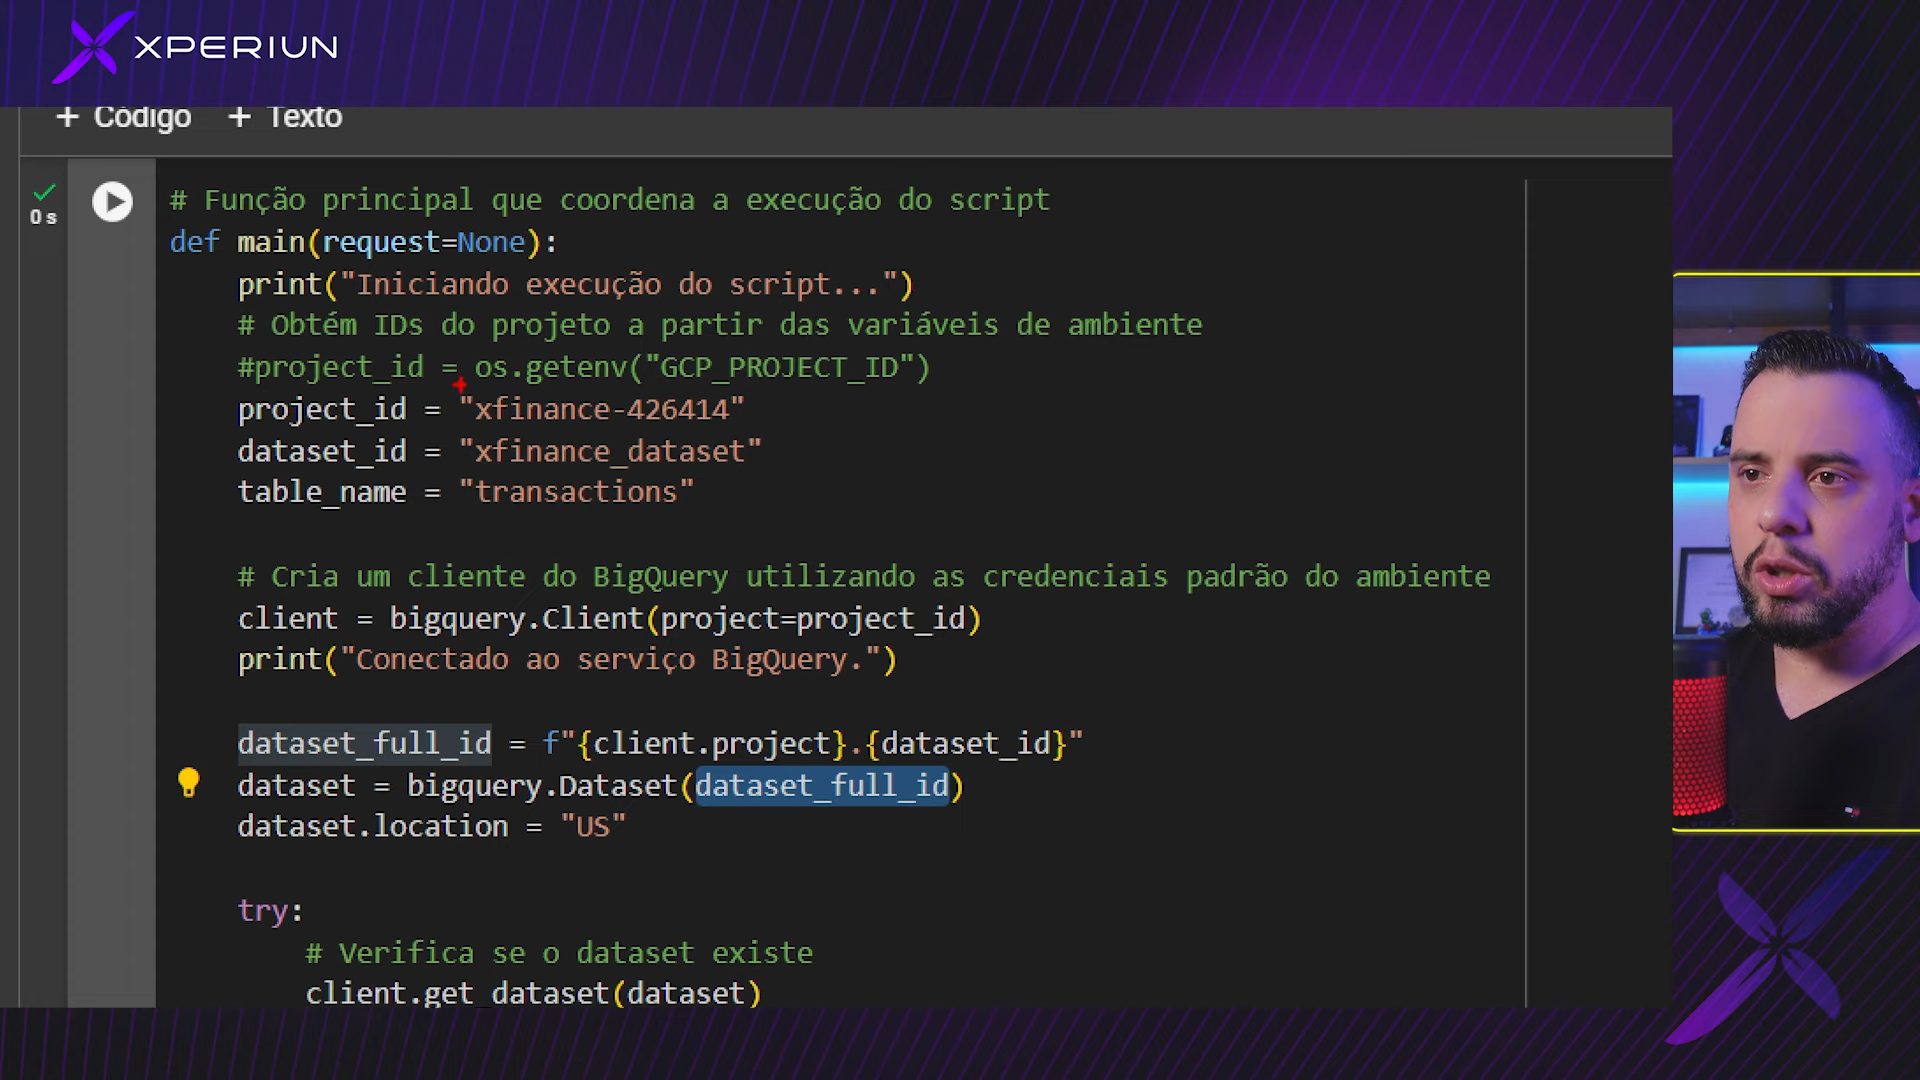 XPERIUN
+ Código + Texto
0 s
# Função principal que coordena a execução do script
def main(request=None):
print("Iniciando execução do script...")
# Obtém IDs do projeto a partir das variáveis de ambiente
#project_id = os.getenv("GCP_PROJECT_ID")
project_id = "xfinance-426414"
dataset_id = "xfinance_dataset"
table_name = "transactions"
# Cria um cliente do BigQuery utilizando as credenciais padrão do ambiente
client = bigquery.Client(project=project_id)
print("Conectado ao serviço BigQuery.")
dataset_full_id = f"{client.project}.{dataset_id}"
dataset = bigquery.Dataset(dataset_full_id)
dataset.location = "US"
try:
# Verifica se o dataset existe
client.get_dataset(dataset)